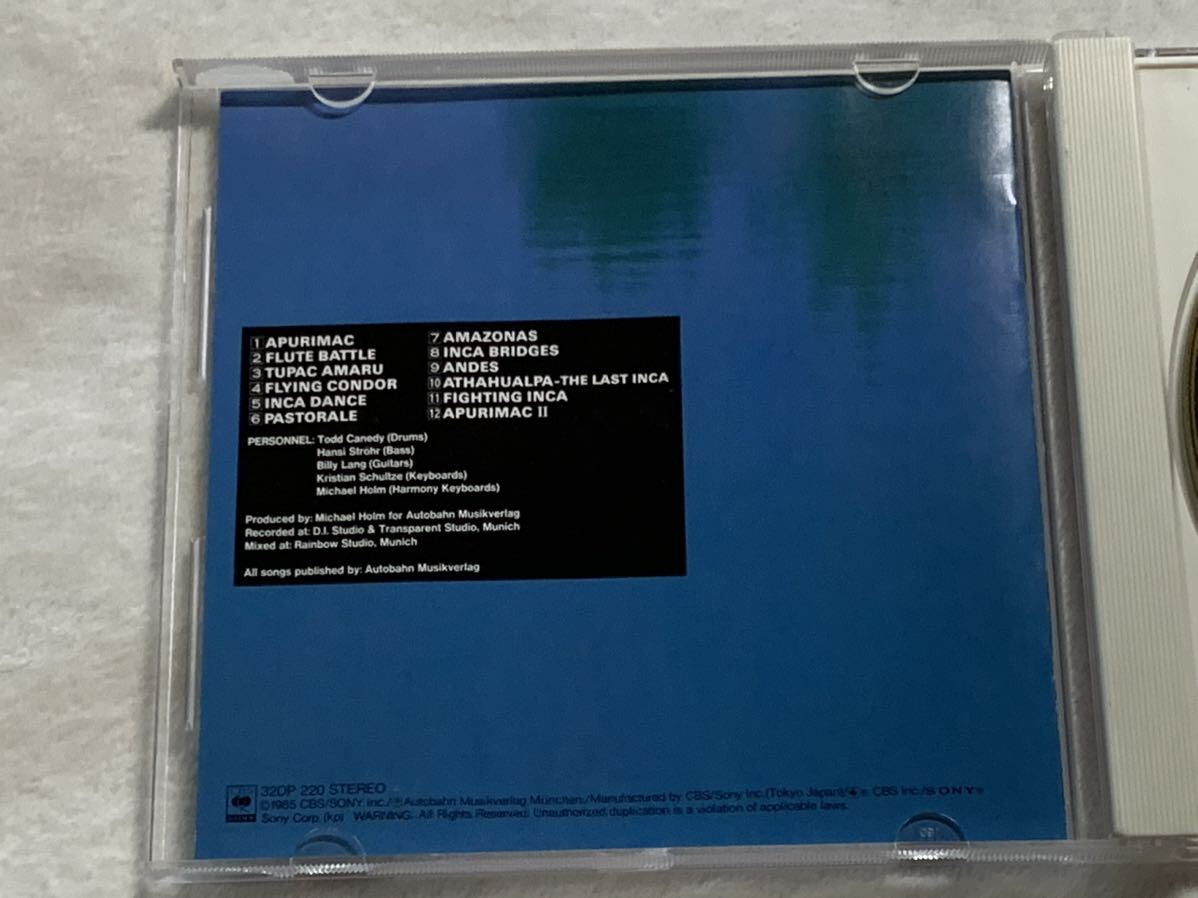 1 APURIMAC
2 FLUTE BATTLE
3 TUPAC AMARU
4 FLYING CONDOR
5 INCA DANCE
6 PASTORALE
7 AMAZONAS
8 INCA BRIDGES
9 ANDES
10 ATHAHUALPA-THE LAST INCA
11 FIGHTING INCA
12 APURIMAC II
PERSONNEL: Todd Canedy (Drums)
Hansi Ströhr (Bass)
Billy Lang (Guitars)
Kristian Schultze (Keyboards)
Michael Holm (Harmony Keyboards)
Produced by: Michael Holm for Autobahn Musikverlag
Recorded at: D.I. Studio & Transparent Studio, Munich
Mixed at: Rainbow Studio, Munich
All songs published by: Autobahn Musikverlag
SONY
32DP 220 STEREO
©1985 CBS/SONY Inc./℗Autobahn Musikverlag München/Manufactured by CBS/Sony Inc.(Tokyo Japan)/® CBS Inc./SONY®
Sony Corp. (kp) WARNING: All Rights Reserved. Unauthorized duplication is a violation of applicable laws.